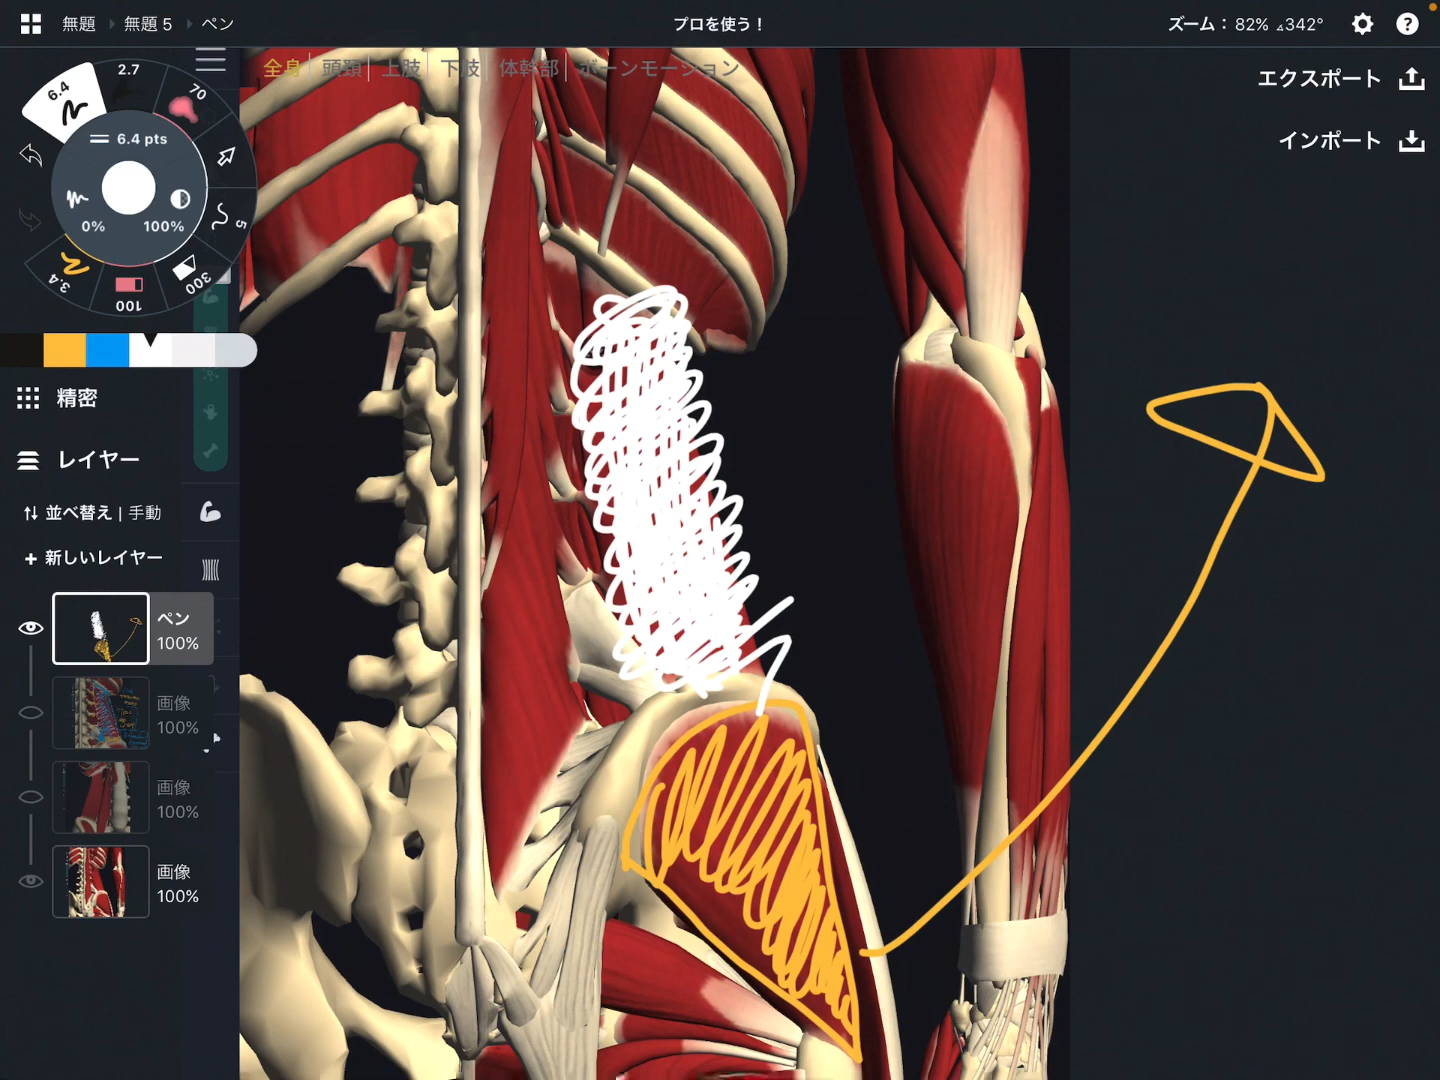 無題 無題 5 ペン
プロを使う!
ズーム: 82% ⊿342°
全身 頭頚 上肢 下肢 体幹部 ボーンモーション
エクスポート
インポート
2.7
6.4
70
6.4 pts
0% 100%
5
3.4
100
300
精密
レイヤー
並べ替え | 手動
+ 新しいレイヤー
ペン
100%
画像
100%
画像
100%
画像
100%